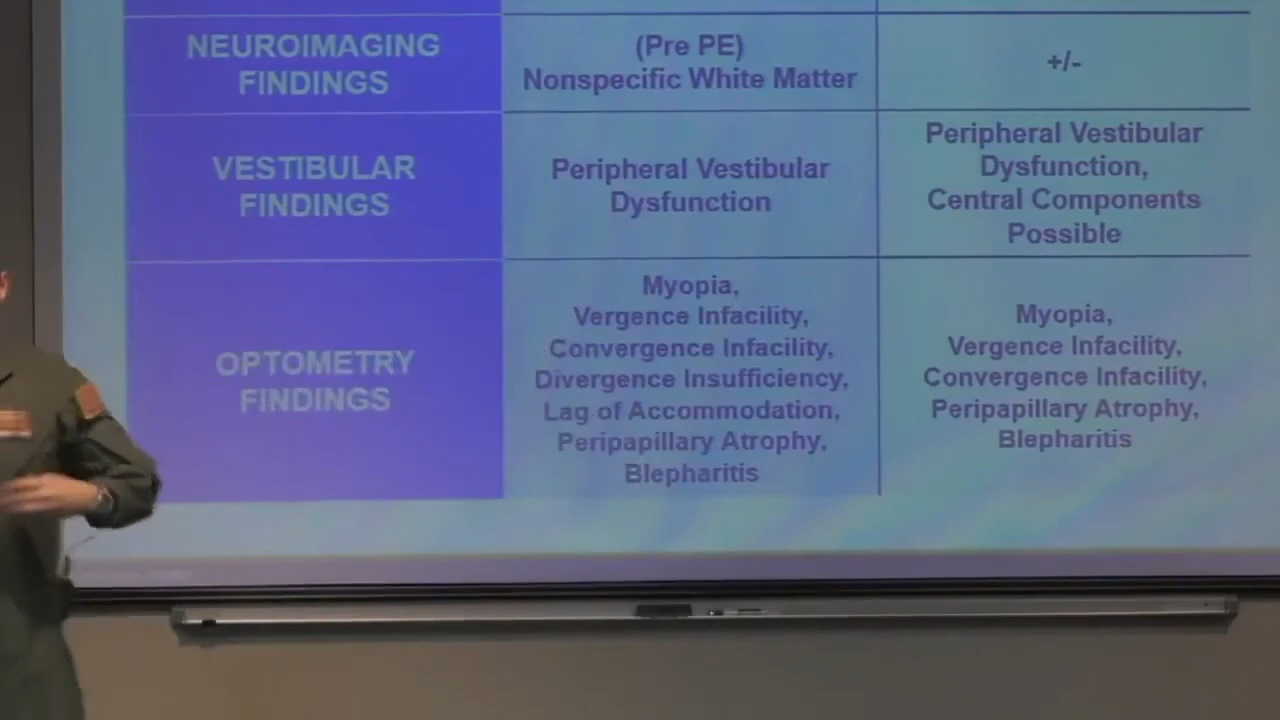 NEUROIMAGING
FINDINGS
(Pre PE)
Nonspecific White Matter
+/-
VESTIBULAR
FINDINGS
Peripheral Vestibular
Dysfunction
Peripheral Vestibular
Dysfunction,
Central Components
Possible
OPTOMETRY
FINDINGS
Myopia,
Vergence Infacility,
Convergence Infacility,
Divergence Insufficiency,
Lag of Accommodation,
Peripapillary Atrophy,
Blepharitis
Myopia,
Vergence Infacility,
Convergence Infacility,
Peripapillary Atrophy,
Blepharitis